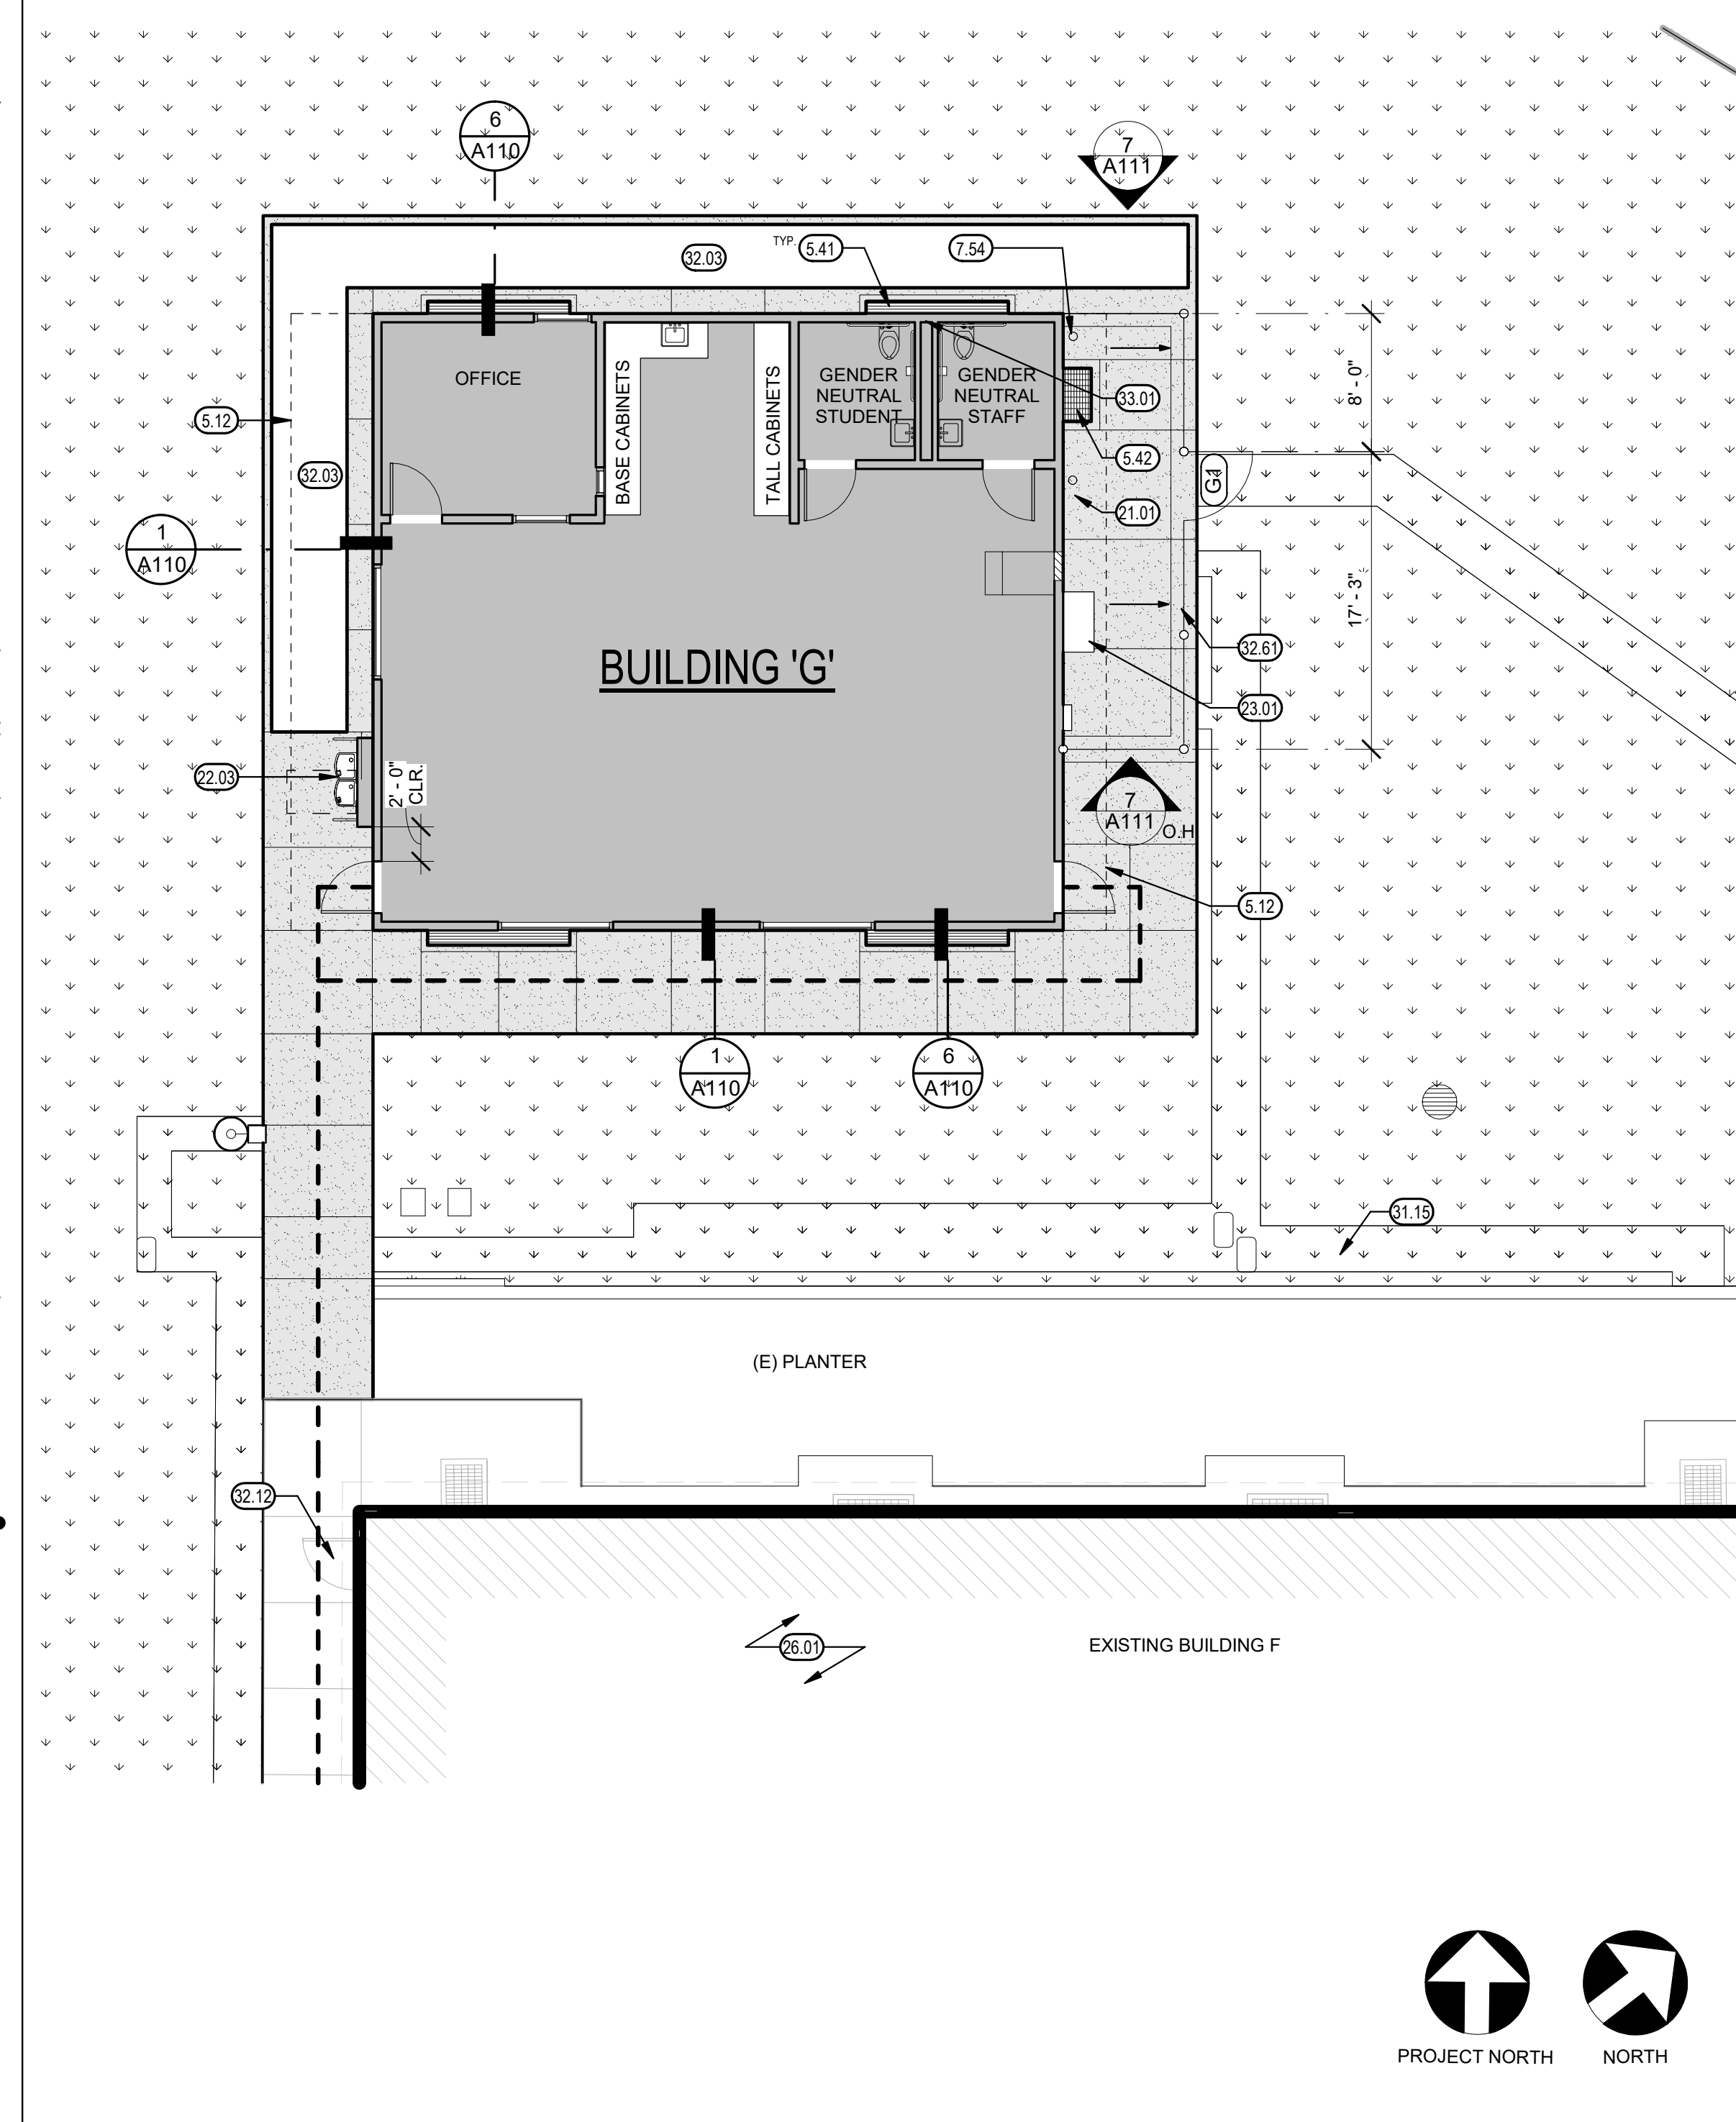 6
A110
7
A111
32.03
TYP.
5.41
7.54
OFFICE
BASE CABINETS
TALL CABINETS
GENDER
NEUTRAL
STUDENT
GENDER
NEUTRAL
STAFF
33.01
8' - 0"
5.12
5.42
32.03
G1
21.01
1
A110
17' - 3"
BUILDING 'G'
32.61
23.01
22.03
2' - 0"
CLR.
7
A111
O.H
5.12
1
A110
6
A110
31.15
(E) PLANTER
32.12
26.01
EXISTING BUILDING F
PROJECT NORTH
NORTH